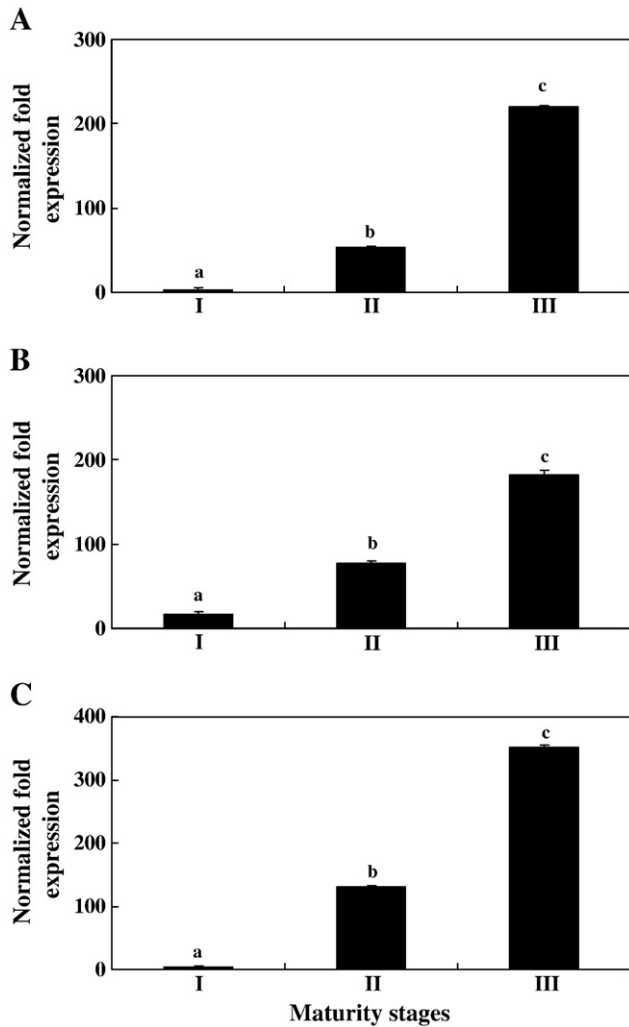 A
300
200
100
0
Normalized fold
expression
a
b
c
I II III
B
300
200
100
0
Normalized fold
expression
a
b
c
I II III
C
400
300
200
100
0
Normalized fold
expression
a
b
c
I II III
Maturity stages